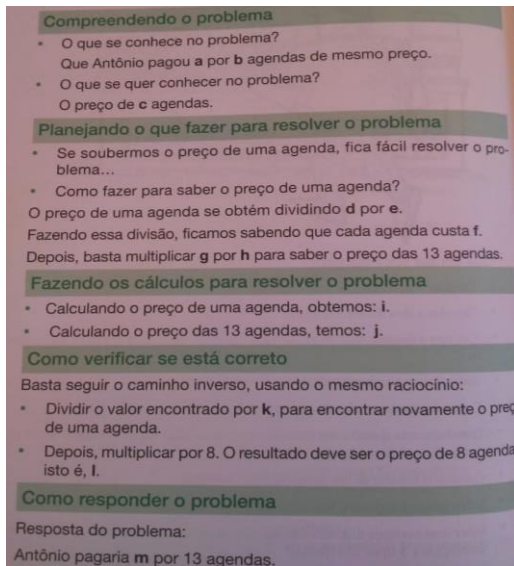 Compreendendo o problema
• O que se conhece no problema?
Que Antônio pagou a por b agendas de mesmo preço.
• O que se quer conhecer no problema?
O preço de c agendas.
Planejando o que fazer para resolver o problema
• Se soubermos o preço de uma agenda, fica fácil resolver o pro-
blema...
• Como fazer para saber o preço de uma agenda?
O preço de uma agenda se obtém dividindo d por e.
Fazendo essa divisão, ficamos sabendo que cada agenda custa f.
Depois, basta multiplicar g por h para saber o preço das 13 agendas.
Fazendo os cálculos para resolver o problema
• Calculando o preço de uma agenda, obtemos: i.
• Calculando o preço das 13 agendas, temos: j.
Como verificar se está correto
Basta seguir o caminho inverso, usando o mesmo raciocínio:
• Dividir o valor encontrado por k, para encontrar novamente o preç
de uma agenda.
• Depois, multiplicar por 8. O resultado deve ser o preço de 8 agenda
isto é, l.
Como responder o problema
Resposta do problema:
Antônio pagaria m por 13 agendas.